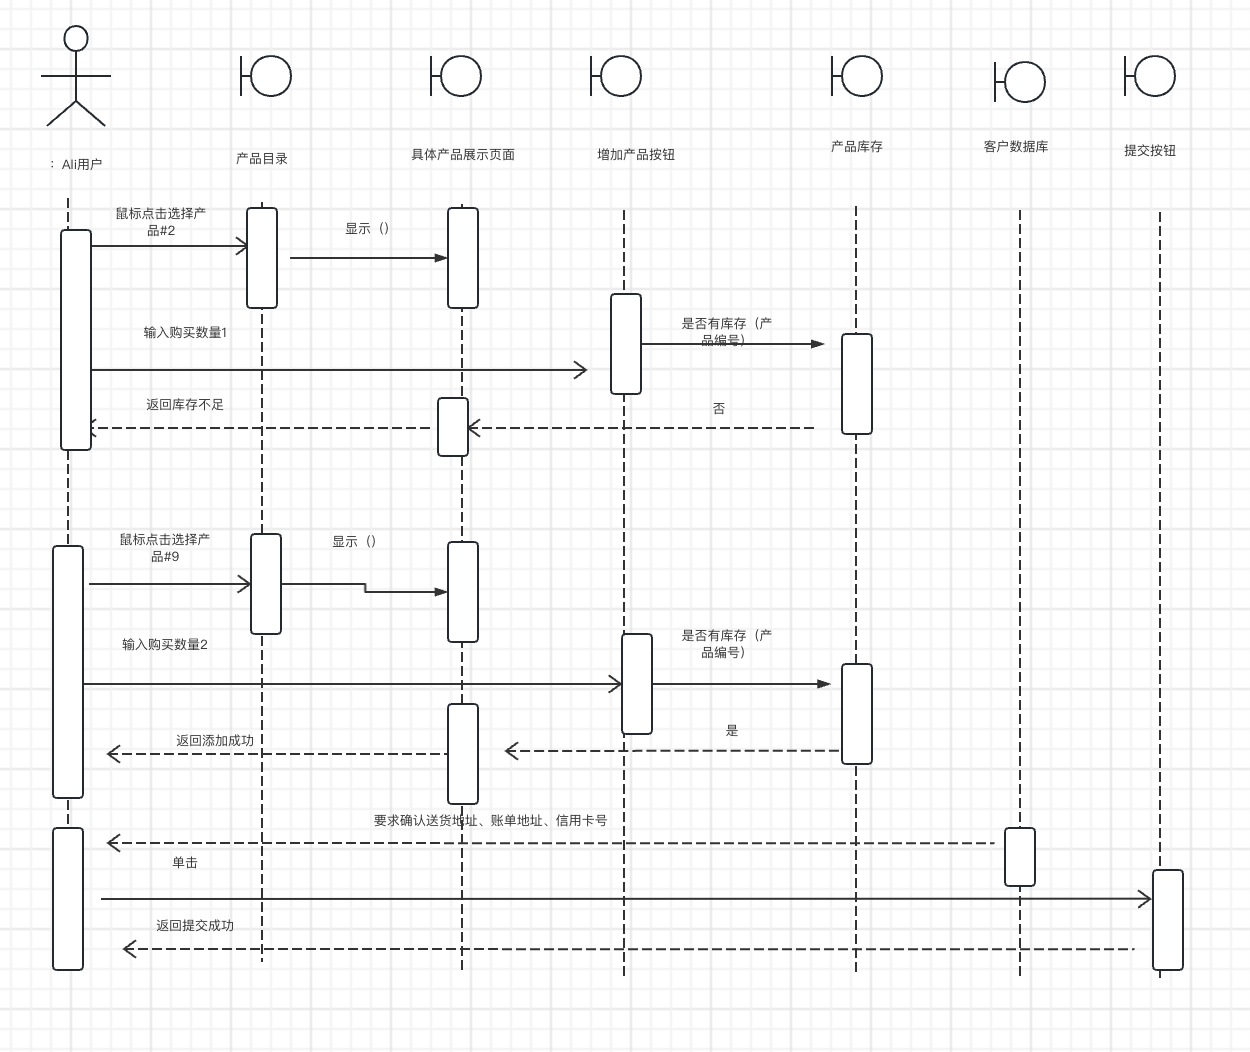 ：Ali用户
产品目录
具体产品展示页面
增加产品按钮
产品库存
客户数据库
提交按钮
鼠标点击选择产
品#2
显示（）
输入购买数量1
是否有库存（产
品编号）
返回库存不足
否
鼠标点击选择产
品#9
显示（）
输入购买数量2
是否有库存（产
品编号）
返回添加成功
是
要求确认送货地址、账单地址、信用卡号
单击
返回提交成功